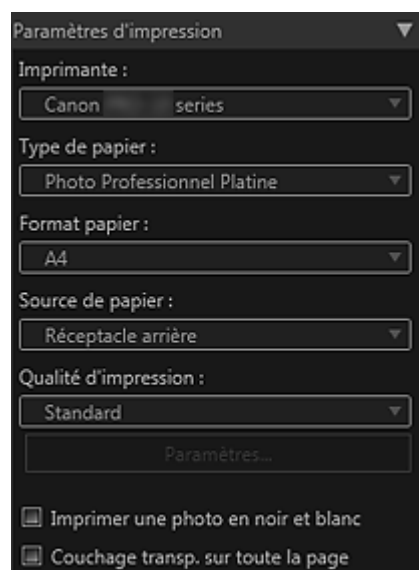 Paramètres d'impression
Imprimante :
Canon series
Type de papier :
Photo Professionnel Platine
Format papier :
A4
Source de papier :
Réceptacle arrière
Qualité d'impression :
Standard
Paramètres...
Imprimer une photo en noir et blanc
Couchage transp. sur toute la page